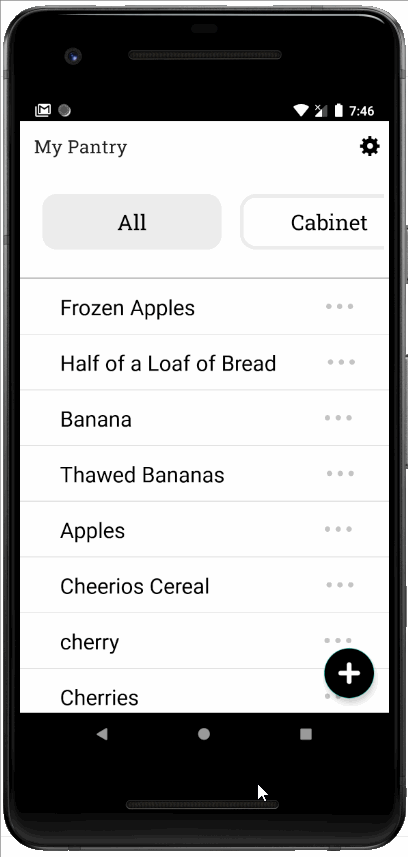 7:46
My Pantry
All
Cabinet
Frozen Apples
Half of a Loaf of Bread
Banana
Thawed Bananas
Apples
Cheerios Cereal
cherry
Cherries